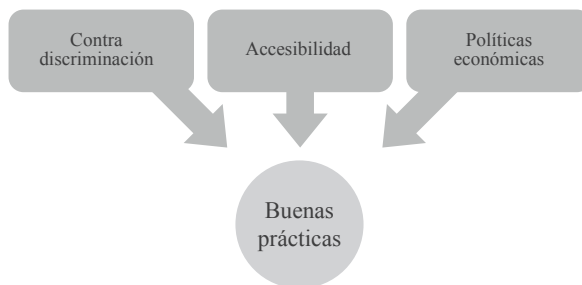 Contra
discriminación
Accesibilidad
Políticas
económicas
Buenas
prácticas